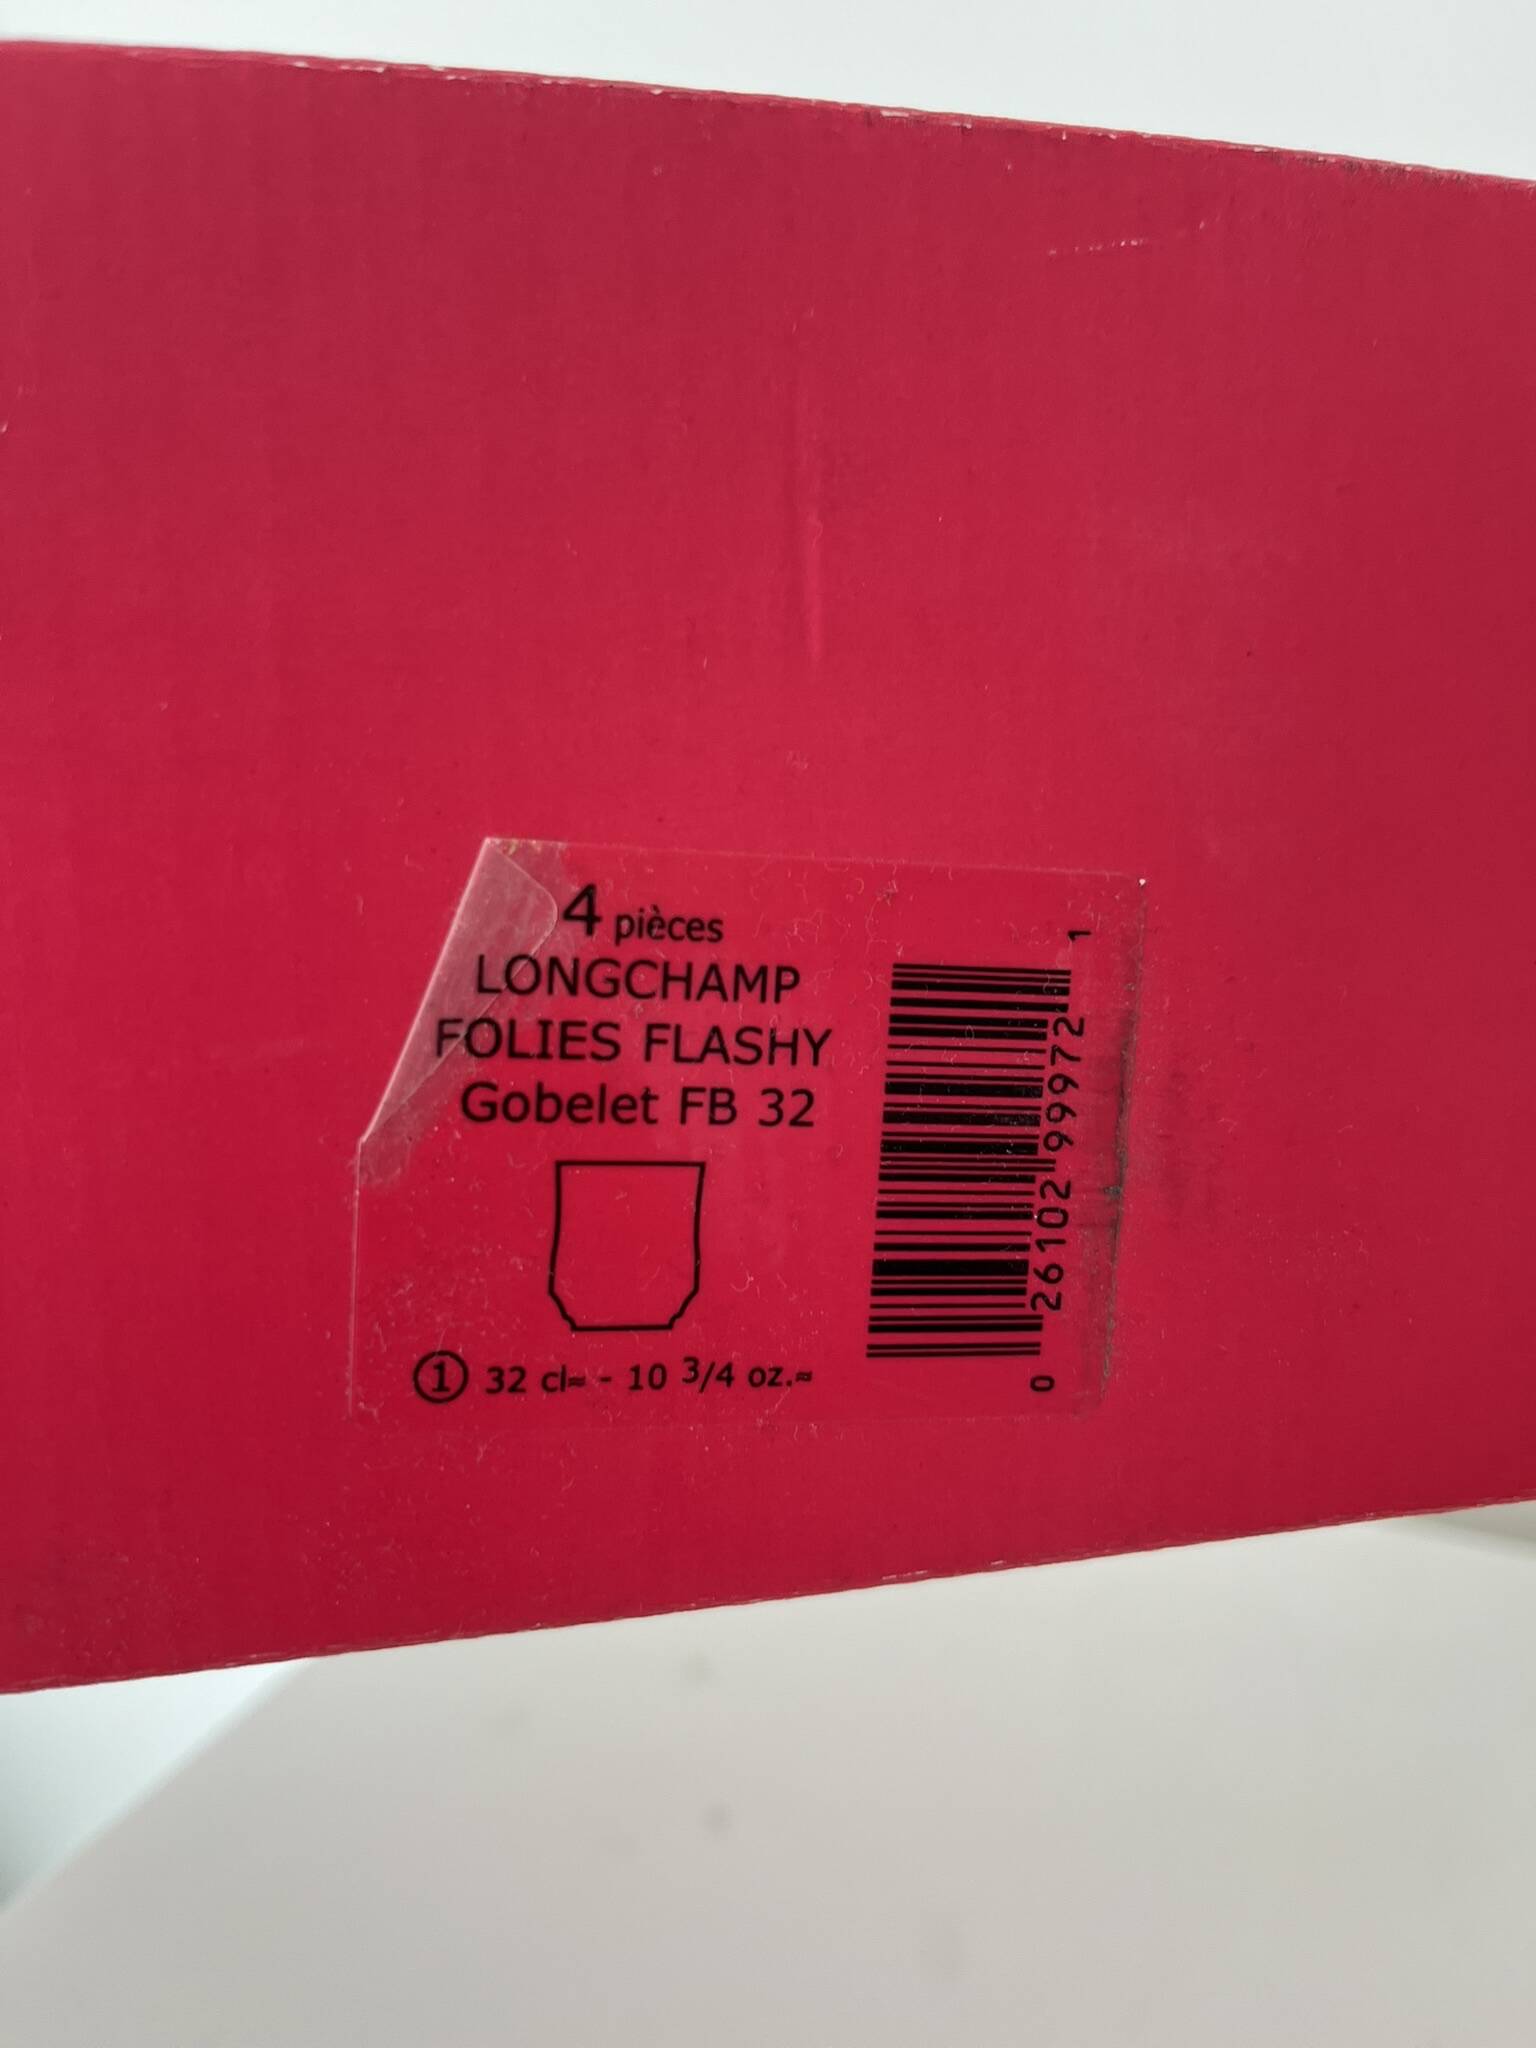 4 pièces
LONGCHAMP
FOLIES FLASHY
Gobelet FB 32
① 32 cl≈ - 10 3/4 oz.≈
0 26102 99972 1